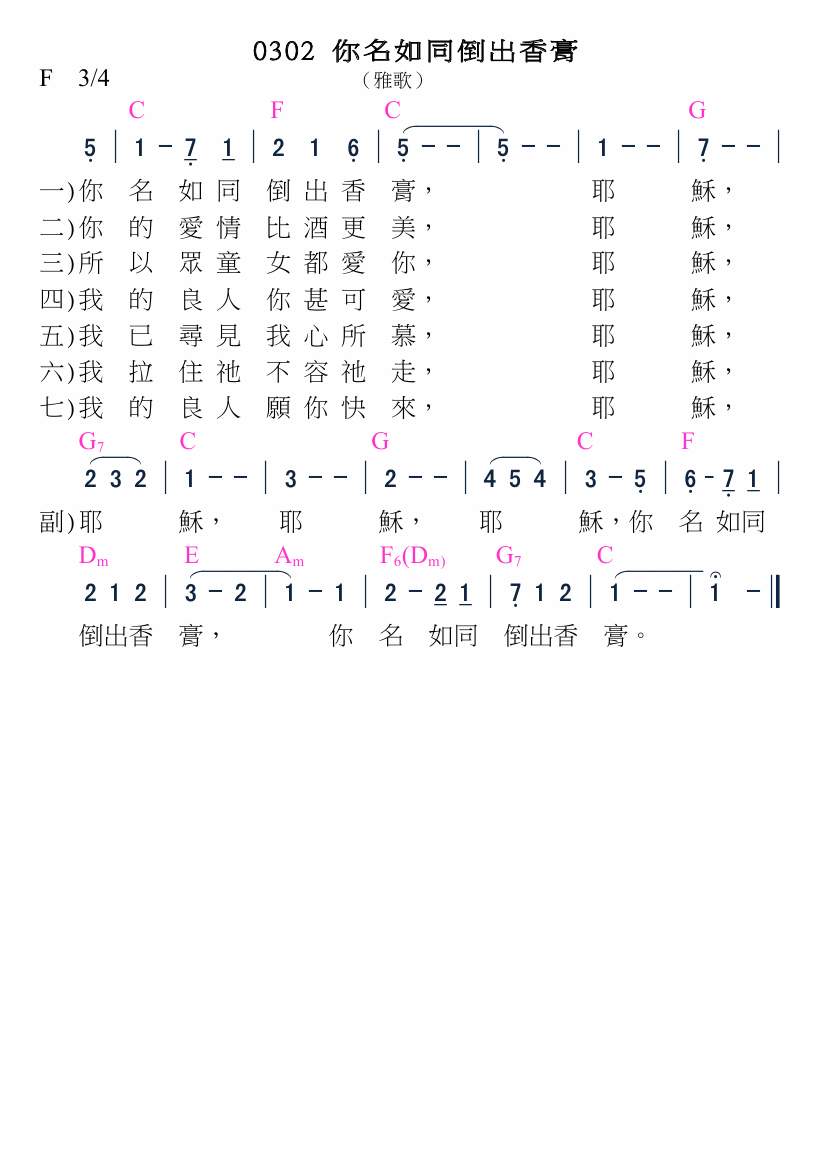 0302 你名如同倒出香膏
F 3/4 （雅歌）
C F C G
5 | 1 - 7 1 | 2 1 6 | 5 - - | 5 - - | 1 - - | 7 - - |
一)你 名 如 同 倒 出 香 膏， 耶 穌，
二)你 的 愛 情 比 酒 更 美， 耶 穌，
三)所 以 眾 童 女 都 愛 你， 耶 穌，
四)我 的 良 人 你 甚 可 愛， 耶 穌，
五)我 已 尋 見 我 心 所 慕， 耶 穌，
六)我 拉 住 祂 不 容 祂 走， 耶 穌，
七)我 的 良 人 願 你 快 來， 耶 穌，
G7 C G C F
2 3 2 | 1 - - | 3 - - | 2 - - | 4 5 4 | 3 - 5 | 6 - 7 1 |
副)耶 穌， 耶 穌， 耶 穌，你 名 如同
Dm E Am F6(Dm) G7 C
2 1 2 | 3 - 2 | 1 - 1 | 2 - 2 1 | 7 1 2 | 1 - - | 1 - ‖
倒出香 膏， 你 名 如同 倒出香 膏。